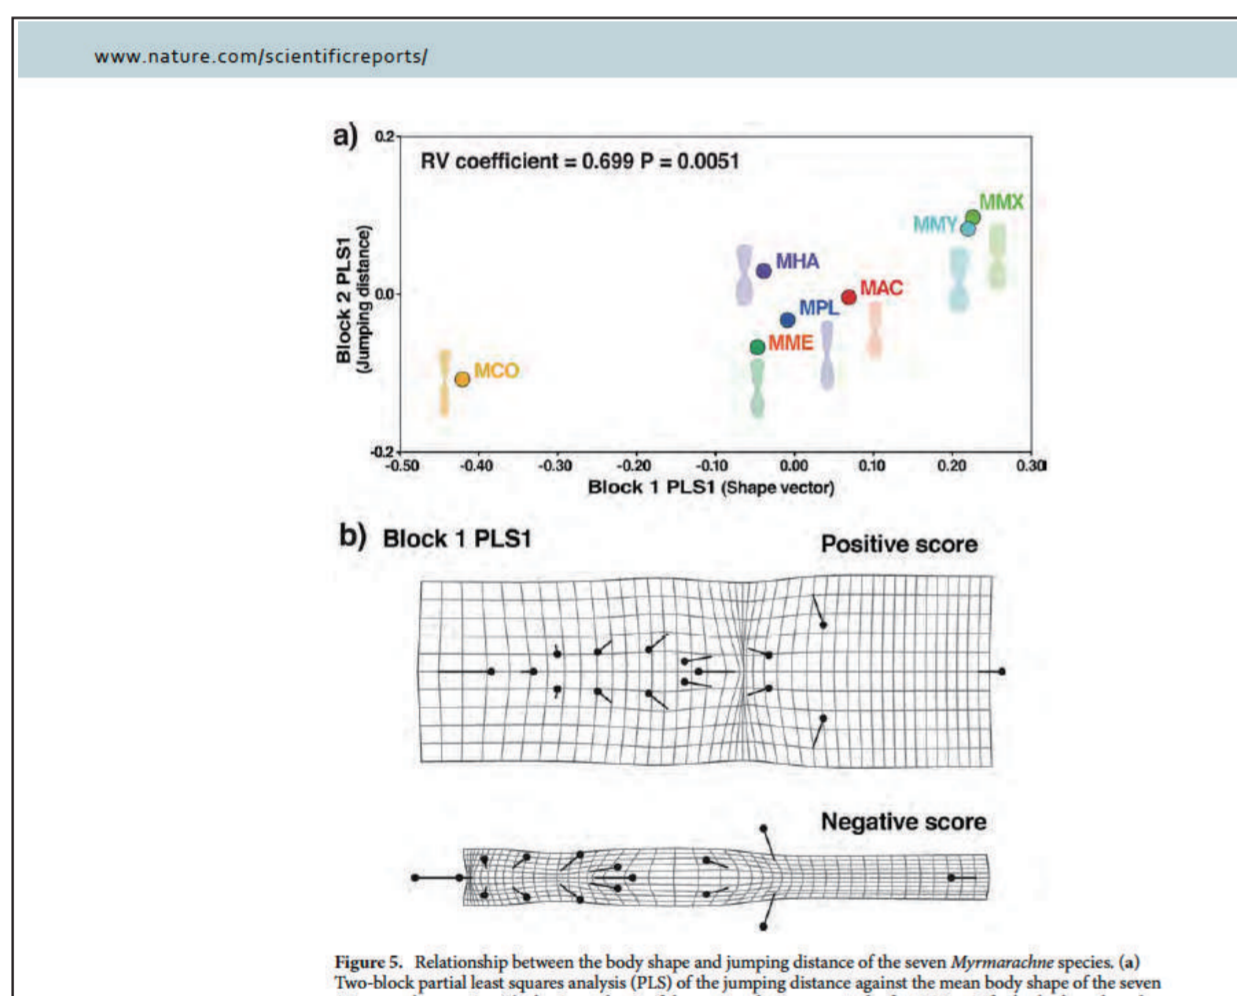 www.nature.com/scientificreports/
a)
0.2
RV coefficient = 0.699 P = 0.0051
MMX
MMY
MHA
0.0
MAC
MPL
MME
MCO
-0.2
Block 2 PLS1
(Jumping distance)
-0.50 -0.40 -0.30 -0.20 -0.10 0.00 0.10 0.20 0.30
Block 1 PLS1 (Shape vector)
b) Block 1 PLS1
Positive score
Negative score
Figure 5. Relationship between the body shape and jumping distance of the seven Myrmarachne species. (a)
Two-block partial least squares analysis (PLS) of the jumping distance against the mean body shape of the seven